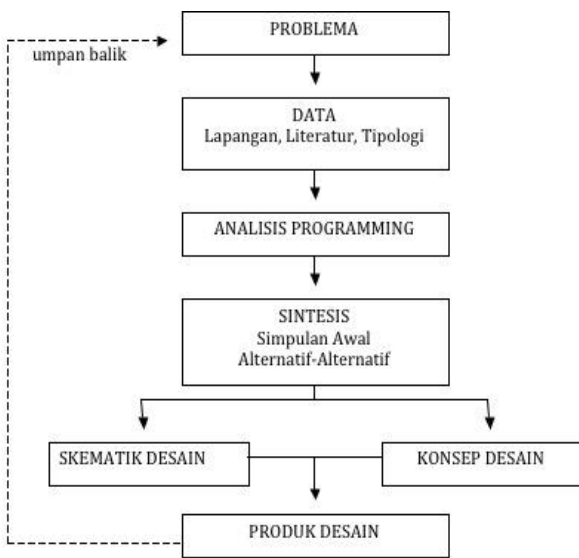 PROBLEMA
umpan balik
DATA
Lapangan, Literatur, Tipologi
ANALISIS PROGRAMMING
SINTESIS
Simpulan Awal
Alternatif-Alternatif
SKEMATIK DESAIN
KONSEP DESAIN
PRODUK DESAIN